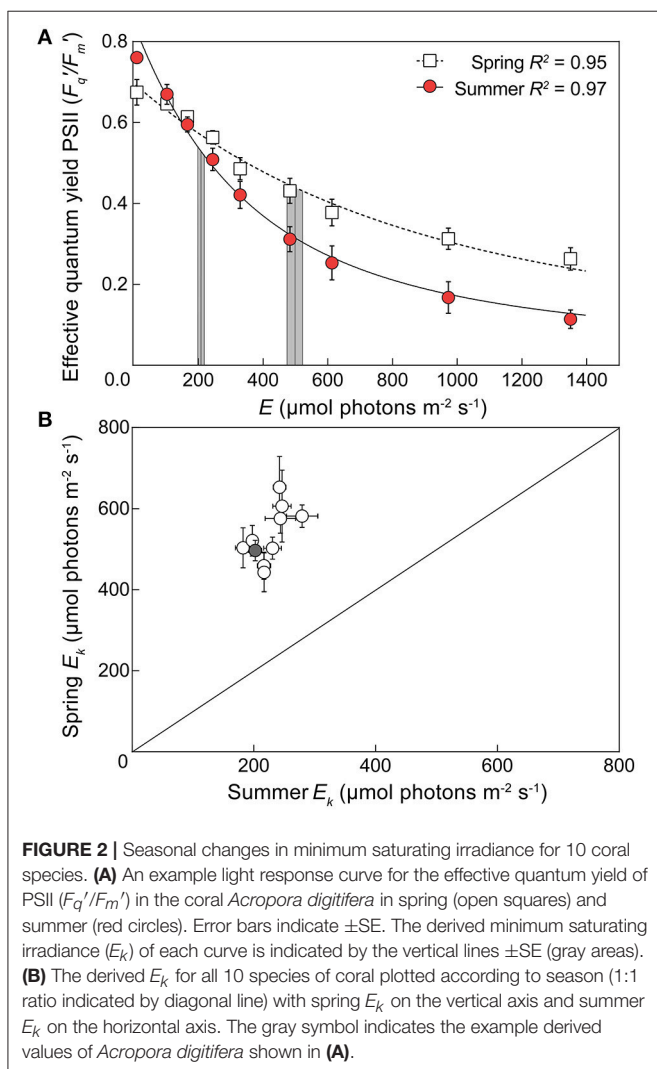 A
Effective quantum yield PSII (Fq′/Fm′)
0.8
0.6
0.4
0.2
0.0
Spring R² = 0.95
Summer R² = 0.97
200 400 600 800 1000 1200 1400
E (µmol photons m⁻² s⁻¹)
B
Spring Ek (µmol photons m⁻² s⁻¹)
800
600
400
200
0
200 400 600 800
Summer Ek (µmol photons m⁻² s⁻¹)
FIGURE 2 | Seasonal changes in minimum saturating irradiance for 10 coral
species. (A) An example light response curve for the effective quantum yield of
PSII (Fq′/Fm′) in the coral Acropora digitifera in spring (open squares) and
summer (red circles). Error bars indicate ±SE. The derived minimum saturating
irradiance (Ek) of each curve is indicated by the vertical lines ±SE (gray areas).
(B) The derived Ek for all 10 species of coral plotted according to season (1:1
ratio indicated by diagonal line) with spring Ek on the vertical axis and summer
Ek on the horizontal axis. The gray symbol indicates the example derived
values of Acropora digitifera shown in (A).